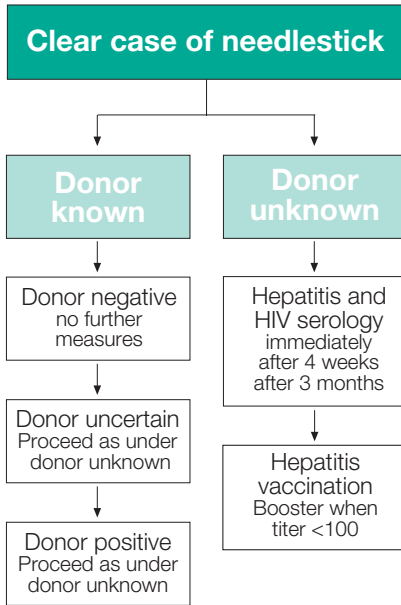 Clear case of needlestick
Donor
known
Donor negative
no further
measures
Donor uncertain
Proceed as under
donor unknown
Donor positive
Proceed as under
donor unknown
Donor
unknown
Hepatitis and
HIV serology
immediately
after 4 weeks
after 3 months
Hepatitis
vaccination
Booster when
titer <100